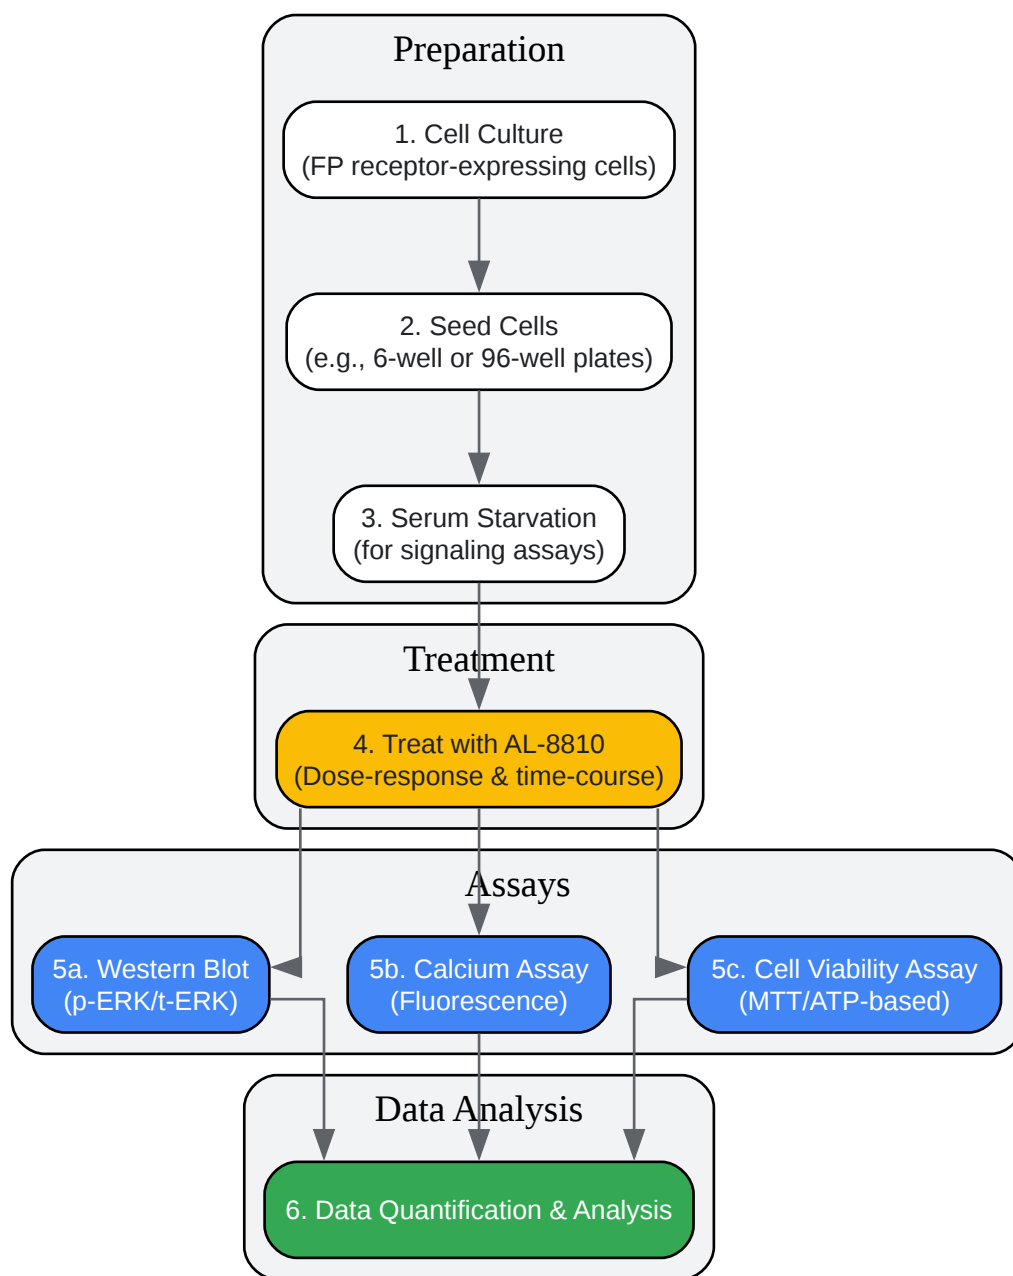 Preparation
1. Cell Culture
(FP receptor-expressing cells)
2. Seed Cells
(e.g., 6-well or 96-well plates)
3. Serum Starvation
(for signaling assays)
Treatment
4. Treat with AL-8810
(Dose-response & time-course)
Assays
5a. Western Blot
(p-ERK/t-ERK)
5b. Calcium Assay
(Fluorescence)
5c. Cell Viability Assay
(MTT/ATP-based)
Data Analysis
6. Data Quantification & Analysis